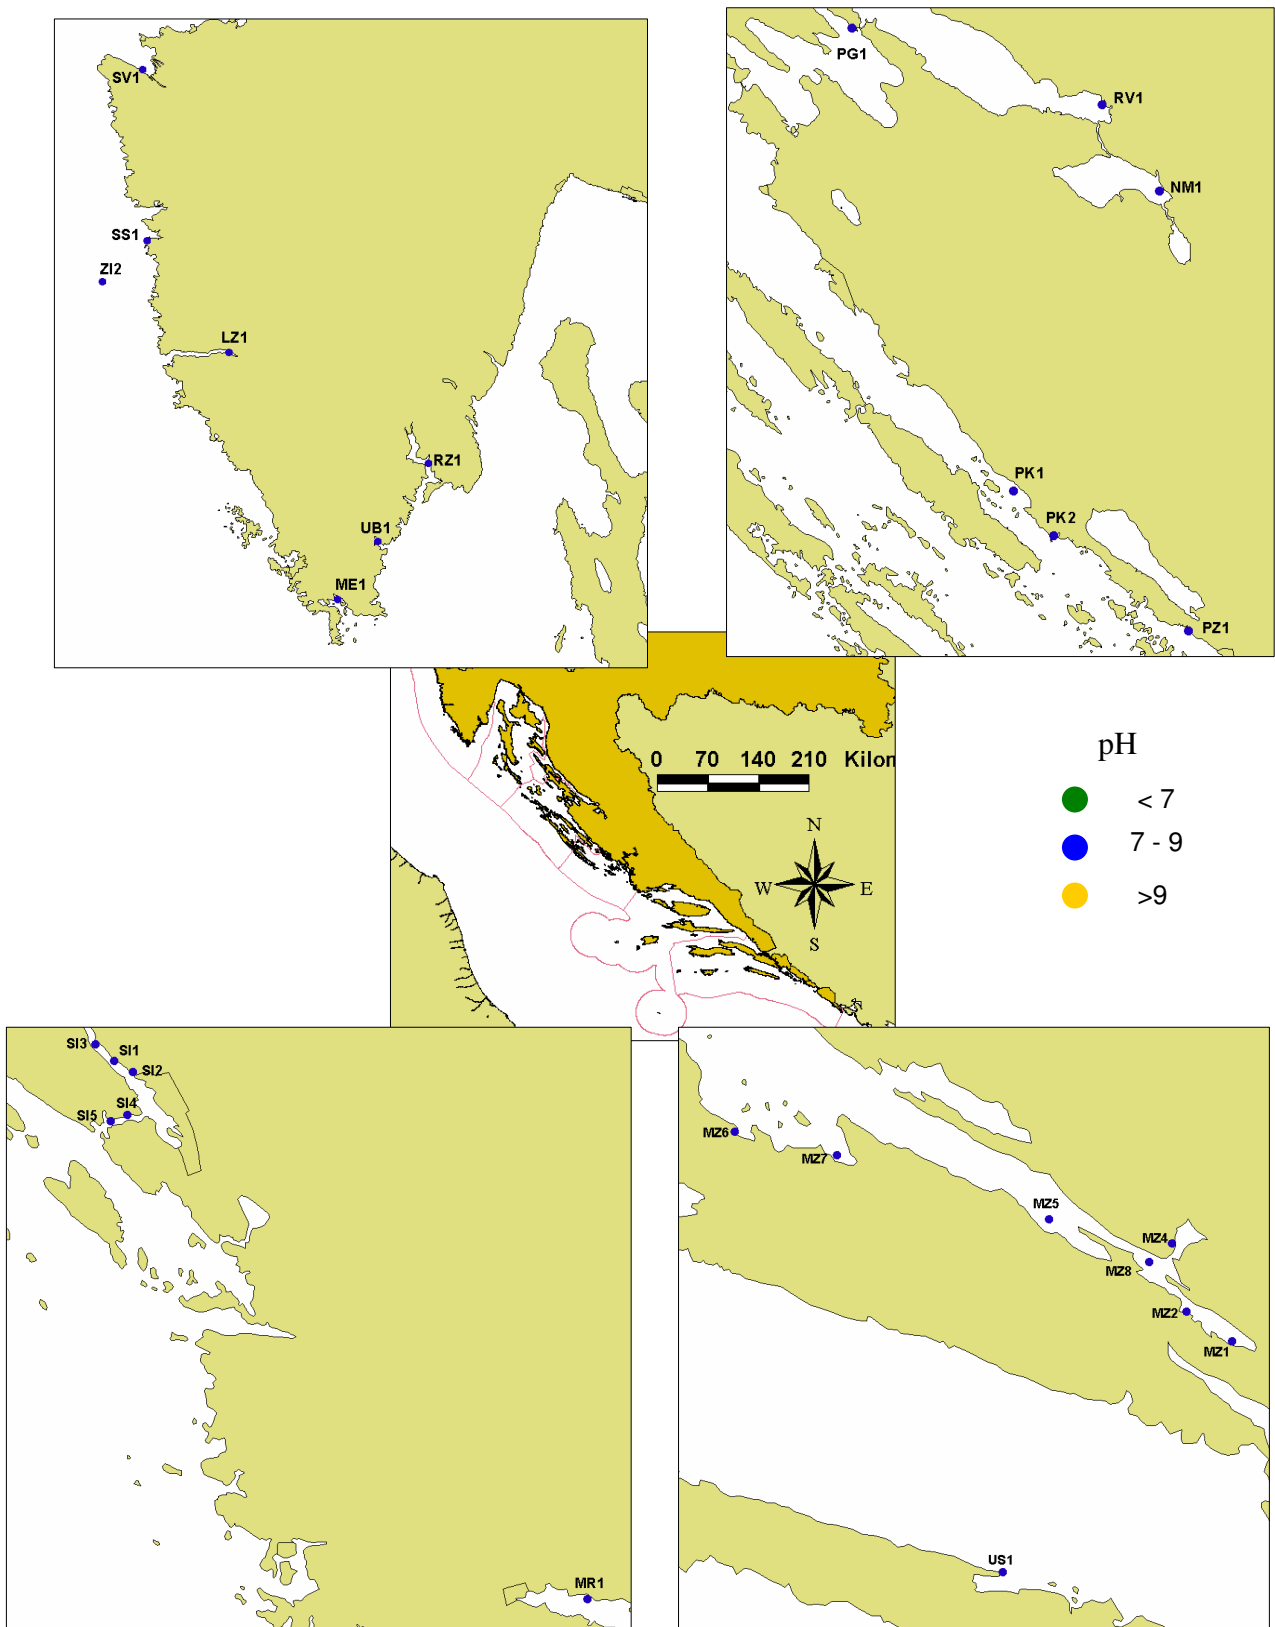 SV1
SS1
ZI2
LZ1
RZ1
UB1
ME1
PG1
RV1
NM1
PK1
PK2
PZ1
0 70 140 210 Kilon
N
W E
S
pH
< 7
7 - 9
>9
SI3
SI1
SI2
SI4
SI5
MR1
MZ6
MZ7
MZ5
MZ4
MZ8
MZ2
MZ1
US1